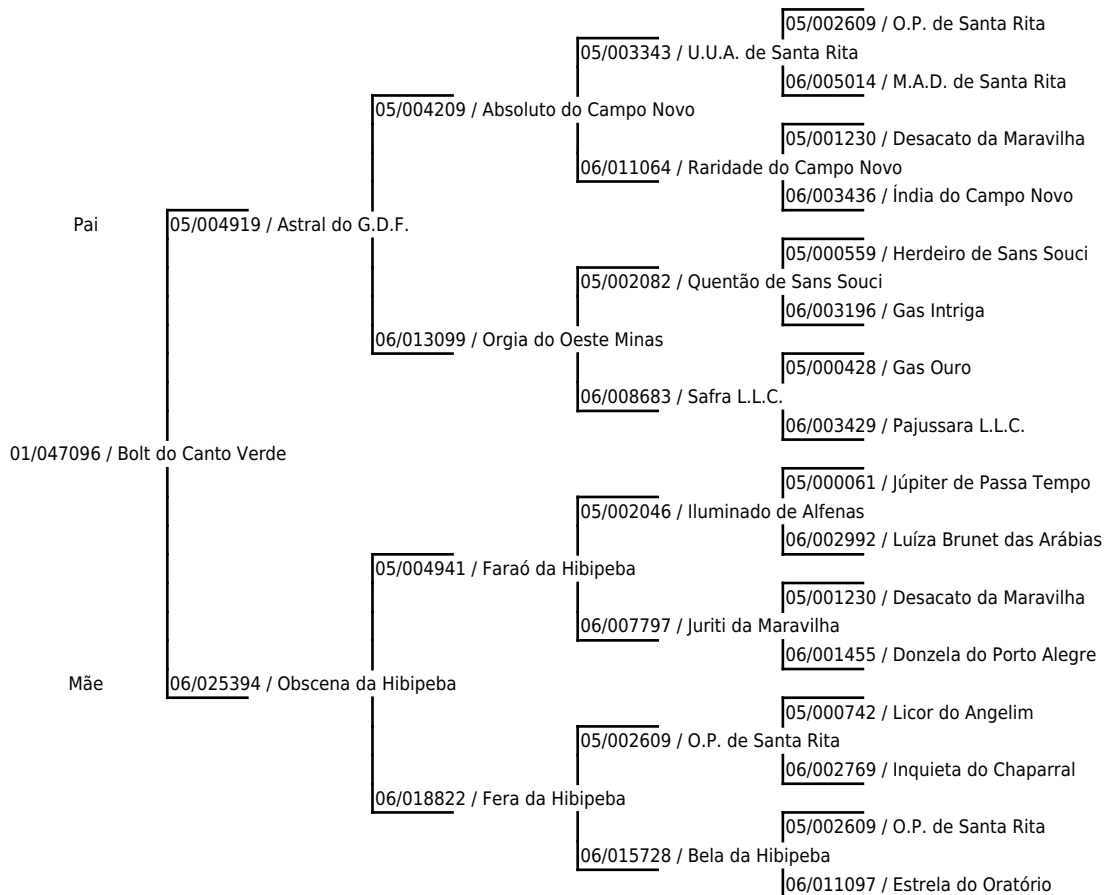 05/002609 / O.P. de Santa Rita
05/003343 / U.U.A. de Santa Rita
06/005014 / M.A.D. de Santa Rita
05/004209 / Absoluto do Campo Novo
05/001230 / Desacato da Maravilha
06/011064 / Raridade do Campo Novo
06/003436 / Índia do Campo Novo
Pai
05/004919 / Astral do G.D.F.
05/000559 / Herdeiro de Sans Souci
05/002082 / Quentão de Sans Souci
06/003196 / Gas Intriga
06/013099 / Orgia do Oeste Minas
05/000428 / Gas Ouro
06/008683 / Safra L.L.C.
06/003429 / Pajussara L.L.C.
01/047096 / Bolt do Canto Verde
05/000061 / Júpiter de Passa Tempo
05/002046 / Iluminado de Alfenas
06/002992 / Luíza Brunet das Arábias
05/004941 / Faraó da Hibipeba
05/001230 / Desacato da Maravilha
06/007797 / Juriti da Maravilha
06/001455 / Donzela do Porto Alegre
Mãe
06/025394 / Obscena da Hibipeba
05/000742 / Licor do Angelim
05/002609 / O.P. de Santa Rita
06/002769 / Inquieta do Chaparral
06/018822 / Fera da Hibipeba
05/002609 / O.P. de Santa Rita
06/015728 / Bela da Hibipeba
06/011097 / Estrela do Oratório